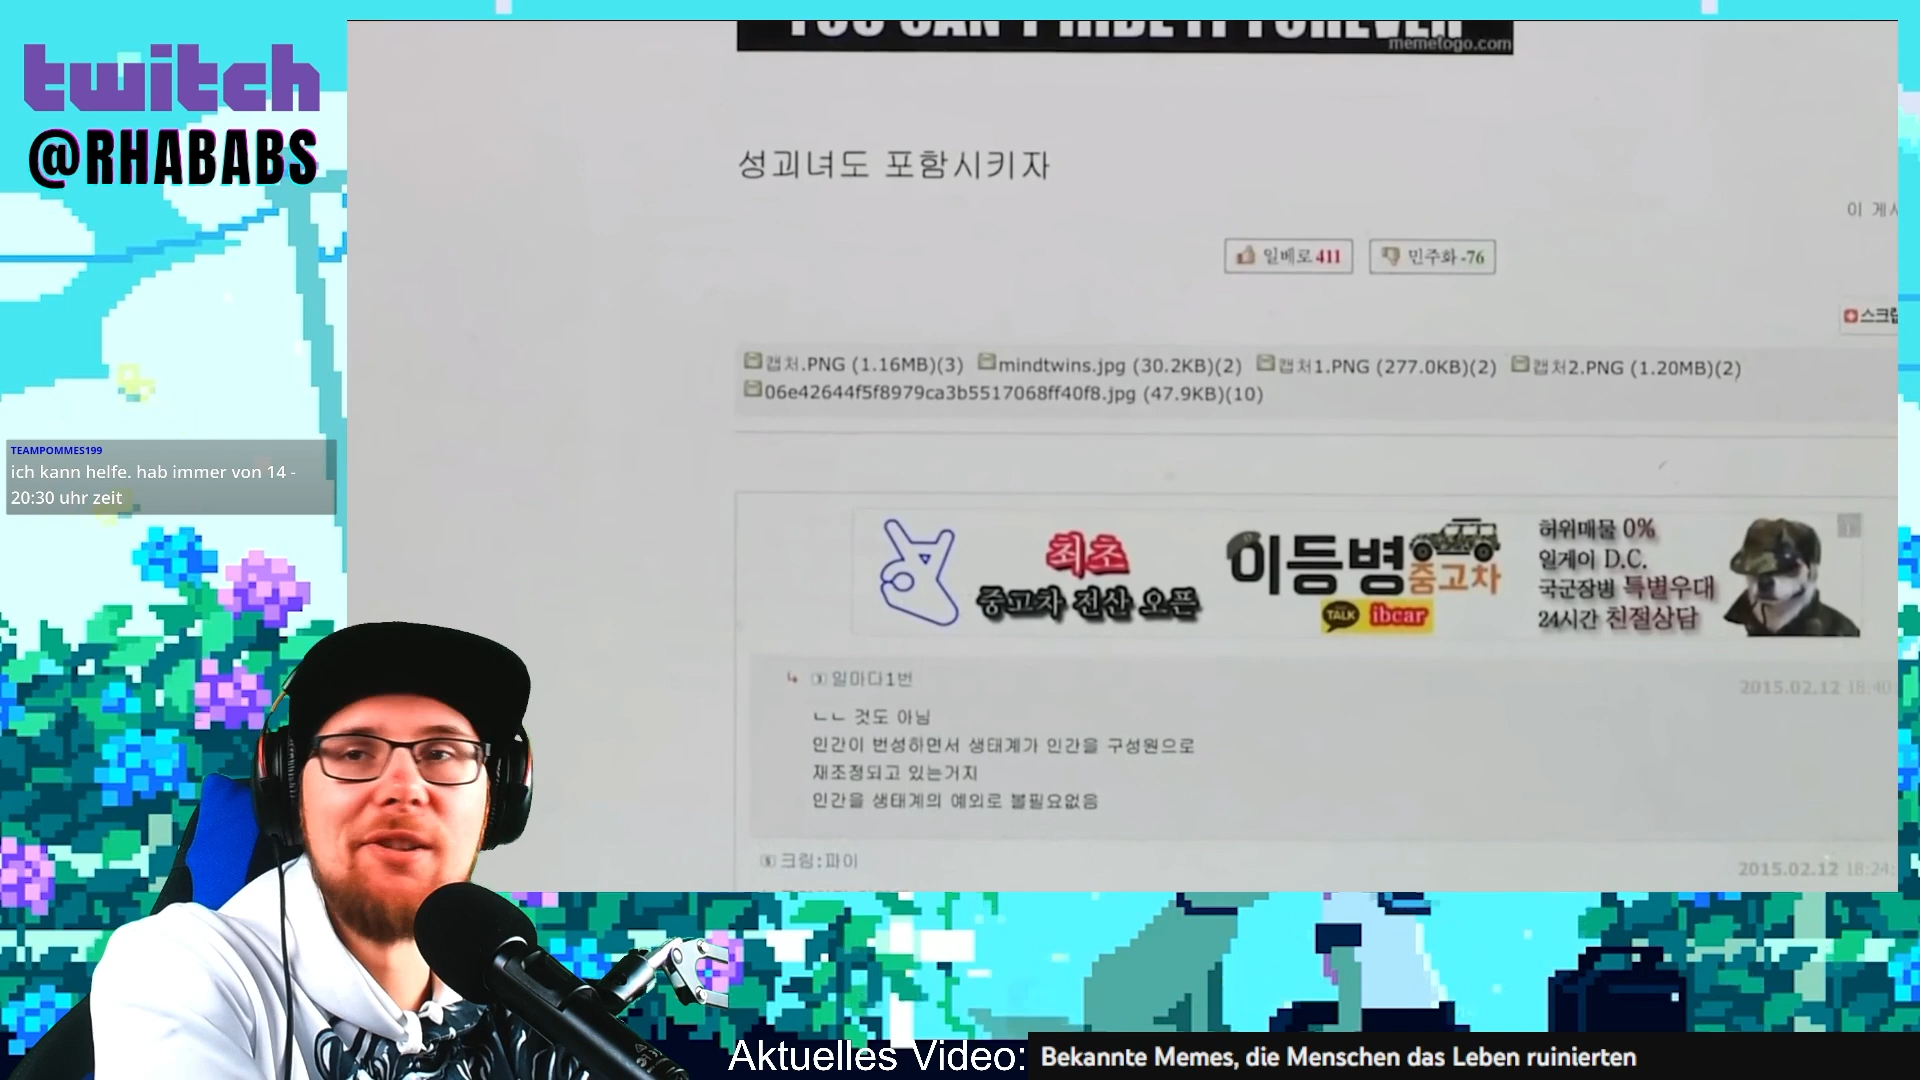 twitch
@RHABABS
memetogo.com
성괴녀도 포함시키자
이 게시
일베로 411
민주화 -76
스크랩
캡처.PNG (1.16MB)(3) mindtwins.jpg (30.2KB)(2) 캡처1.PNG (277.0KB)(2) 캡처2.PNG (1.20MB)(2)
06e42644f5f8979ca3b5517068ff40f8.jpg (47.9KB)(10)
TEAMPOMMES199
ich kann helfe. hab immer von 14 -
20:30 uhr zeit
최초
중고차 전산 오픈
이등병
중고차
TALK ibcar
허위매물 0%
일게이 D.C.
국군장병 특별우대
24시간 친절상담
일마다1번
2015.02.12 18:40
ㄴㄴ 것도 아님
인간이 번성하면서 생태계가 인간을 구성원으로
재조정되고 있는거지
인간을 생태계의 예외로 볼필요없음
크림:파이
2015.02.12 18:24
Aktuelles Video: Bekannte Memes, die Menschen das Leben ruinierten